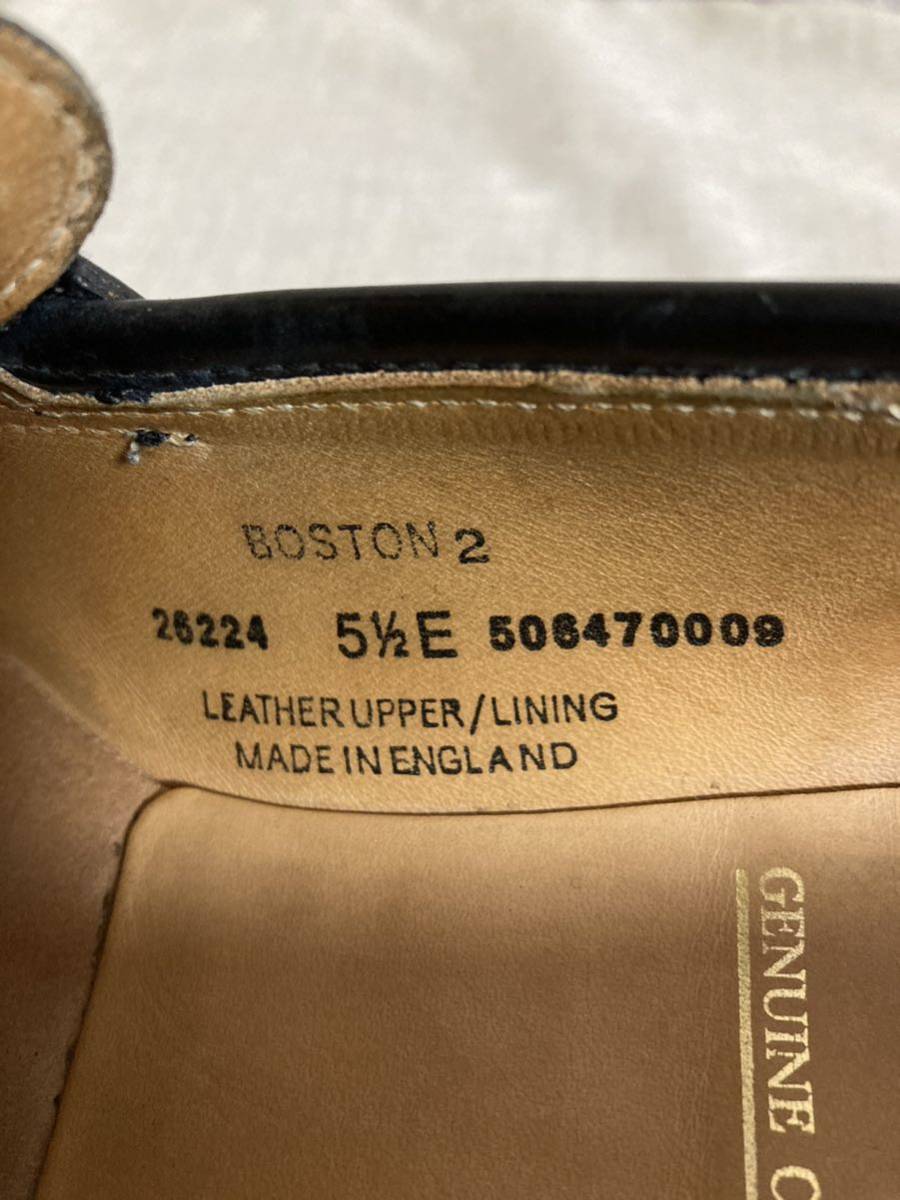 BOSTON 2
26224 5½E 506470009
LEATHER UPPER/LINING
MADE IN ENGLAND
GENUINE